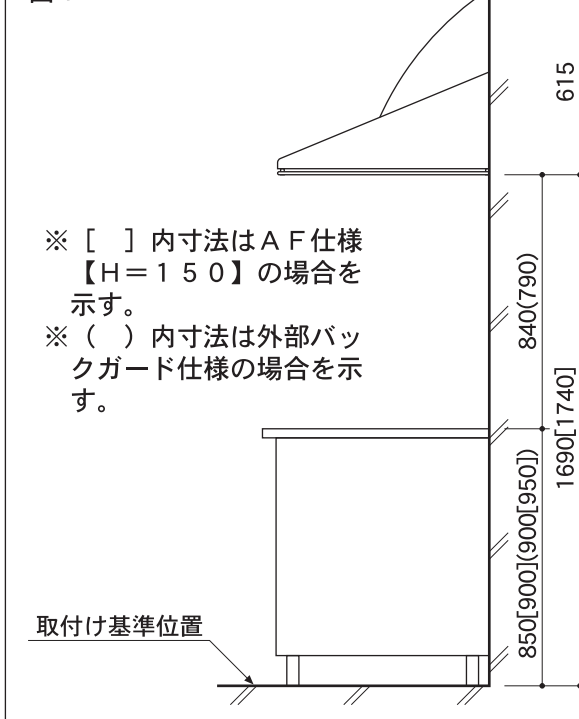 615
※［　］内寸法はＡＦ仕様
【Ｈ＝１５０】の場合を
示す。
※（　）内寸法は外部バッ
クガード仕様の場合を示
す。
840(790)
1690[1740]
850[900](900[950])
取付け基準位置